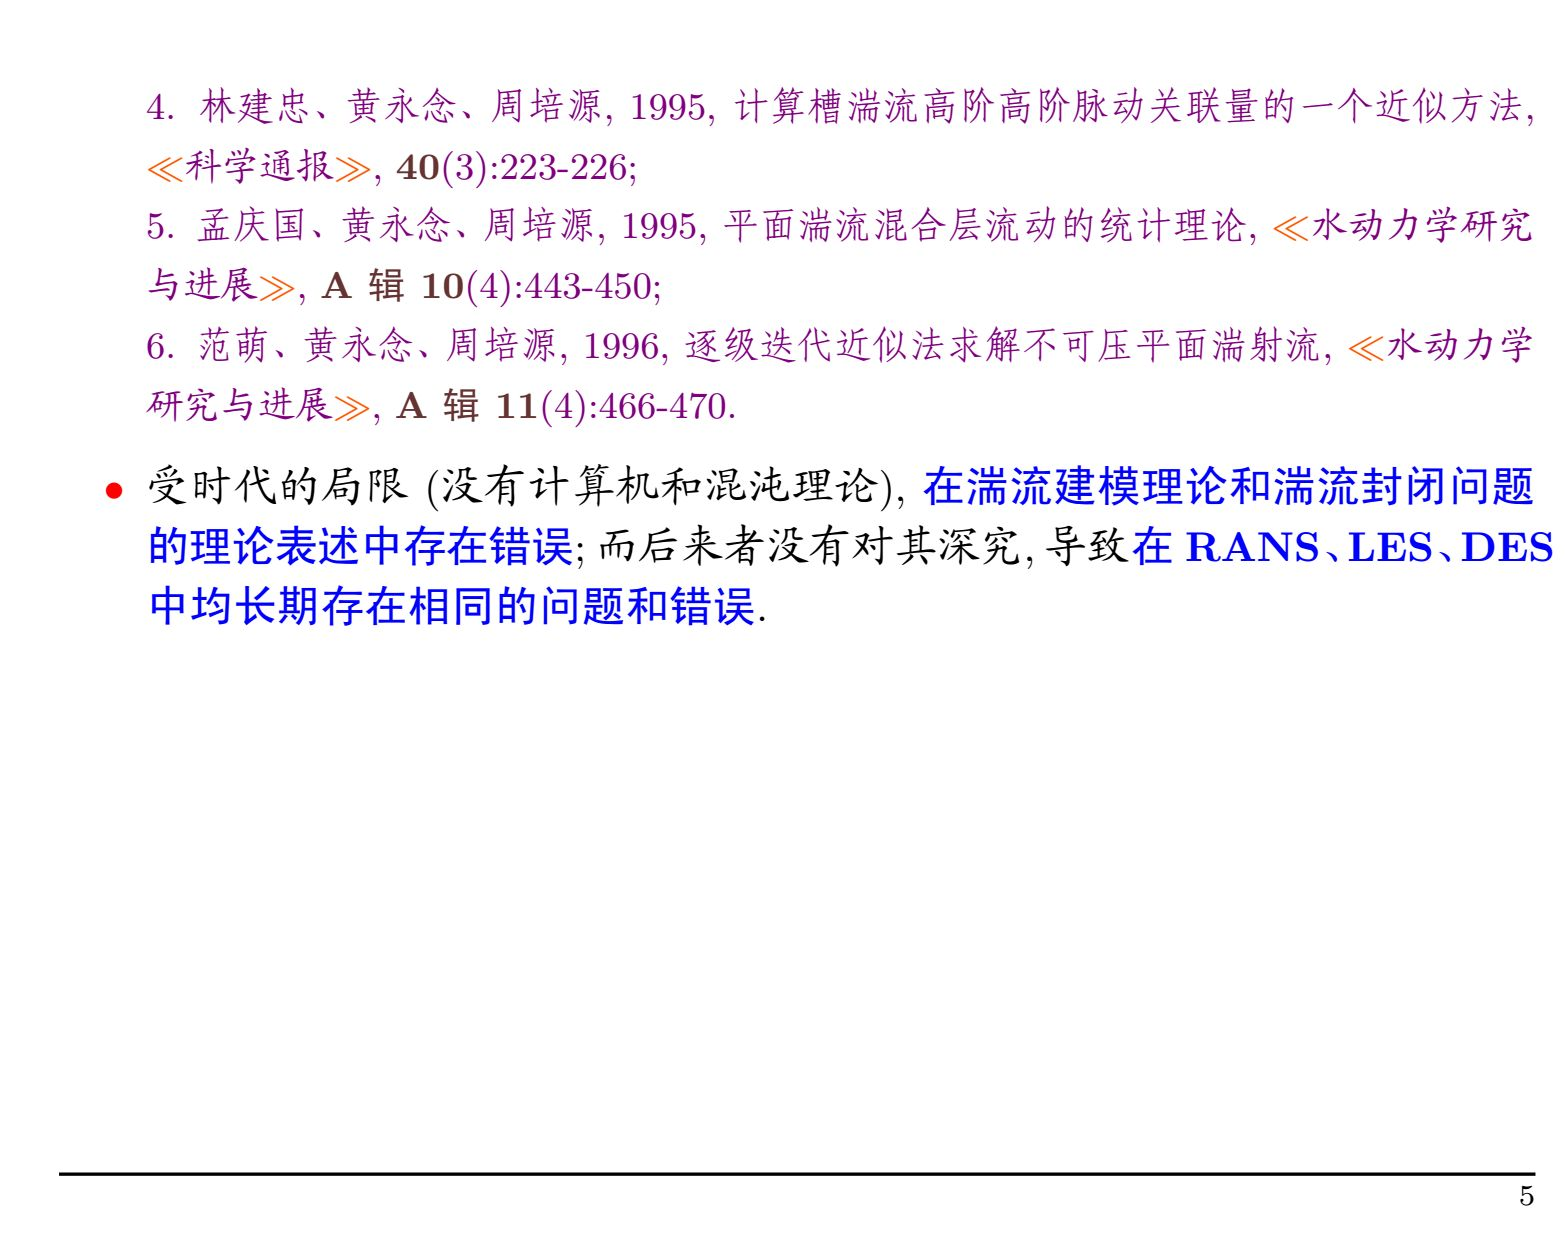 4. 林建忠、黄永念、周培源, 1995, 计算槽湍流高阶高阶脉动关联量的一个近似方法,
≪科学通报≫, 40(3):223-226;
5. 孟庆国、黄永念、周培源, 1995, 平面湍流混合层流动的统计理论, ≪水动力学研究
与进展≫, A 辑 10(4):443-450;
6. 范萌、黄永念、周培源, 1996, 逐级迭代近似法求解不可压平面湍射流, ≪水动力学
研究与进展≫, A 辑 11(4):466-470.
• 受时代的局限 (没有计算机和混沌理论), 在湍流建模理论和湍流封闭问题
的理论表述中存在错误; 而后来者没有对其深究, 导致在 RANS、LES、DES
中均长期存在相同的问题和错误.
5